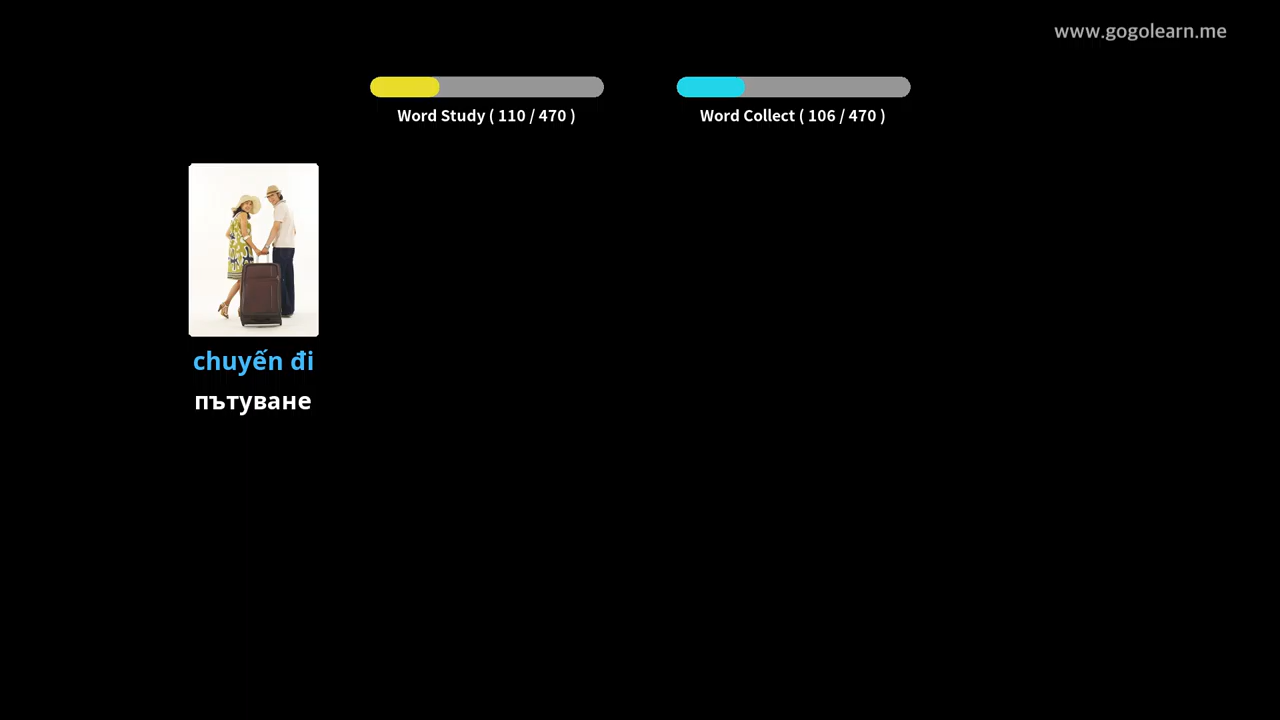 www.gogolearn.me
Word Study ( 110 / 470 )
Word Collect ( 106 / 470 )
chuyến đi
пътуване